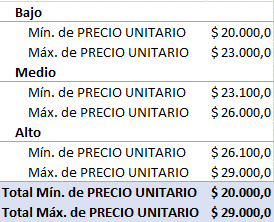 Bajo
Mín. de PRECIO UNITARIO $ 20.000,0
Máx. de PRECIO UNITARIO $ 23.000,0
Medio
Mín. de PRECIO UNITARIO $ 23.100,0
Máx. de PRECIO UNITARIO $ 26.000,0
Alto
Mín. de PRECIO UNITARIO $ 26.100,0
Máx. de PRECIO UNITARIO $ 29.000,0
Total Mín. de PRECIO UNITARIO $ 20.000,0
Total Máx. de PRECIO UNITARIO $ 29.000,0